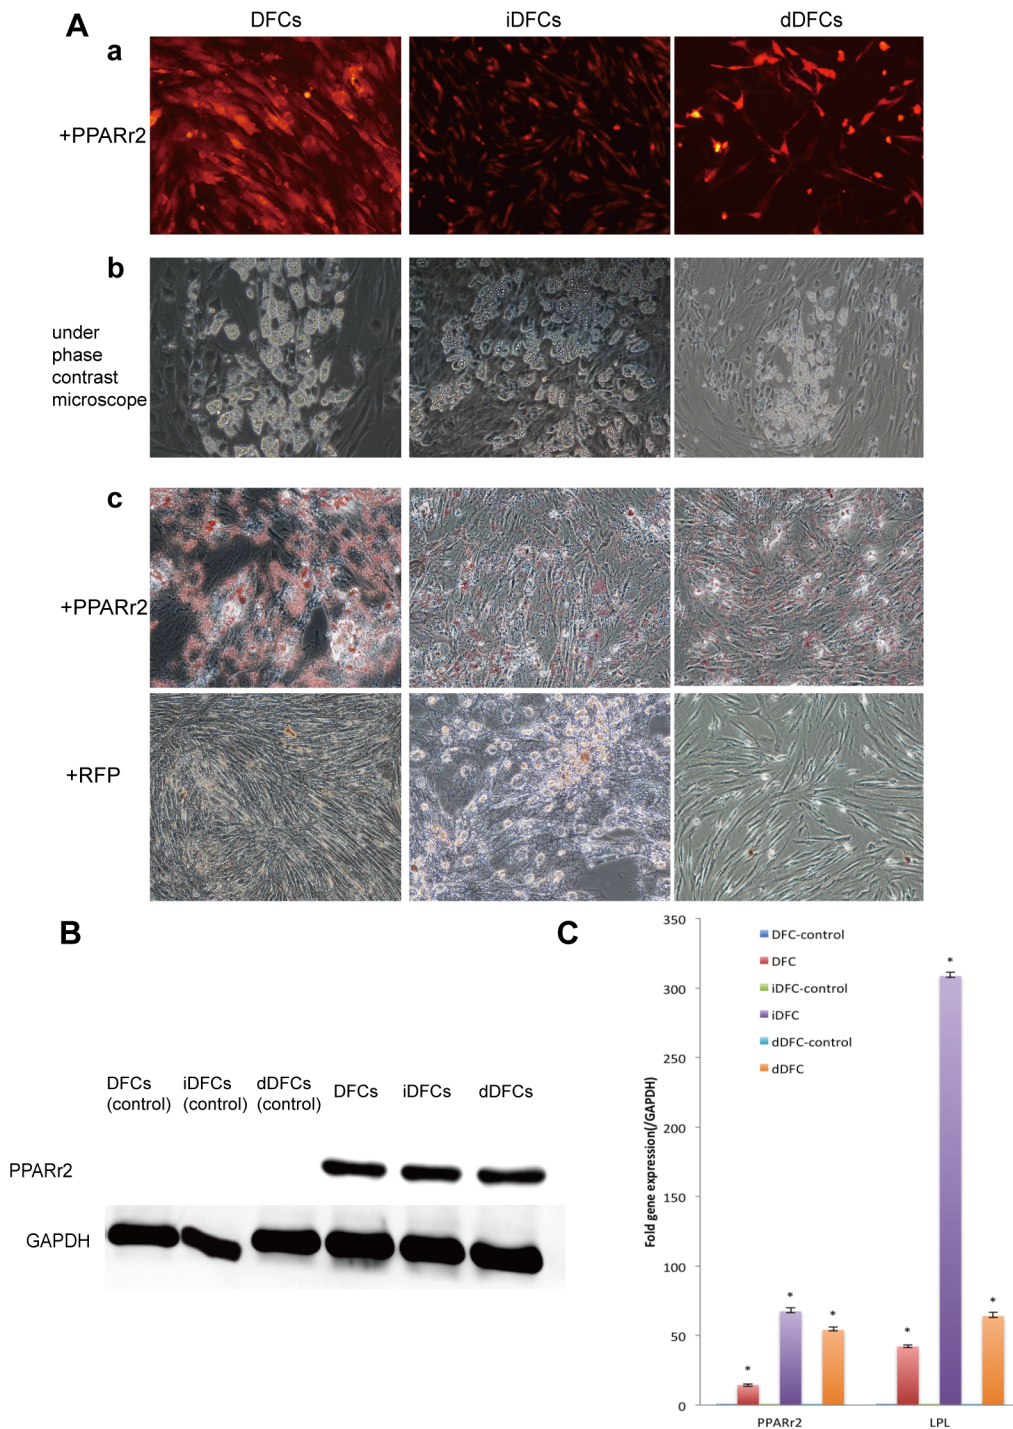 A
DFCs
iDFCs
dDFCs
a
+PPARr2
b
under
phase
contrast
microscope
c
+PPARr2
+RFP
B
DFCs
(control)
iDFCs
(control)
dDFCs
(control)
DFCs
iDFCs
dDFCs
PPARr2
GAPDH
C
Fold gene expression(/GAPDH)
350
300
250
200
150
100
50
0
DFC-control
DFC
iDFC-control
iDFC
dDFC-control
dDFC
*
*
*
*
*
*
PPARr2
LPL